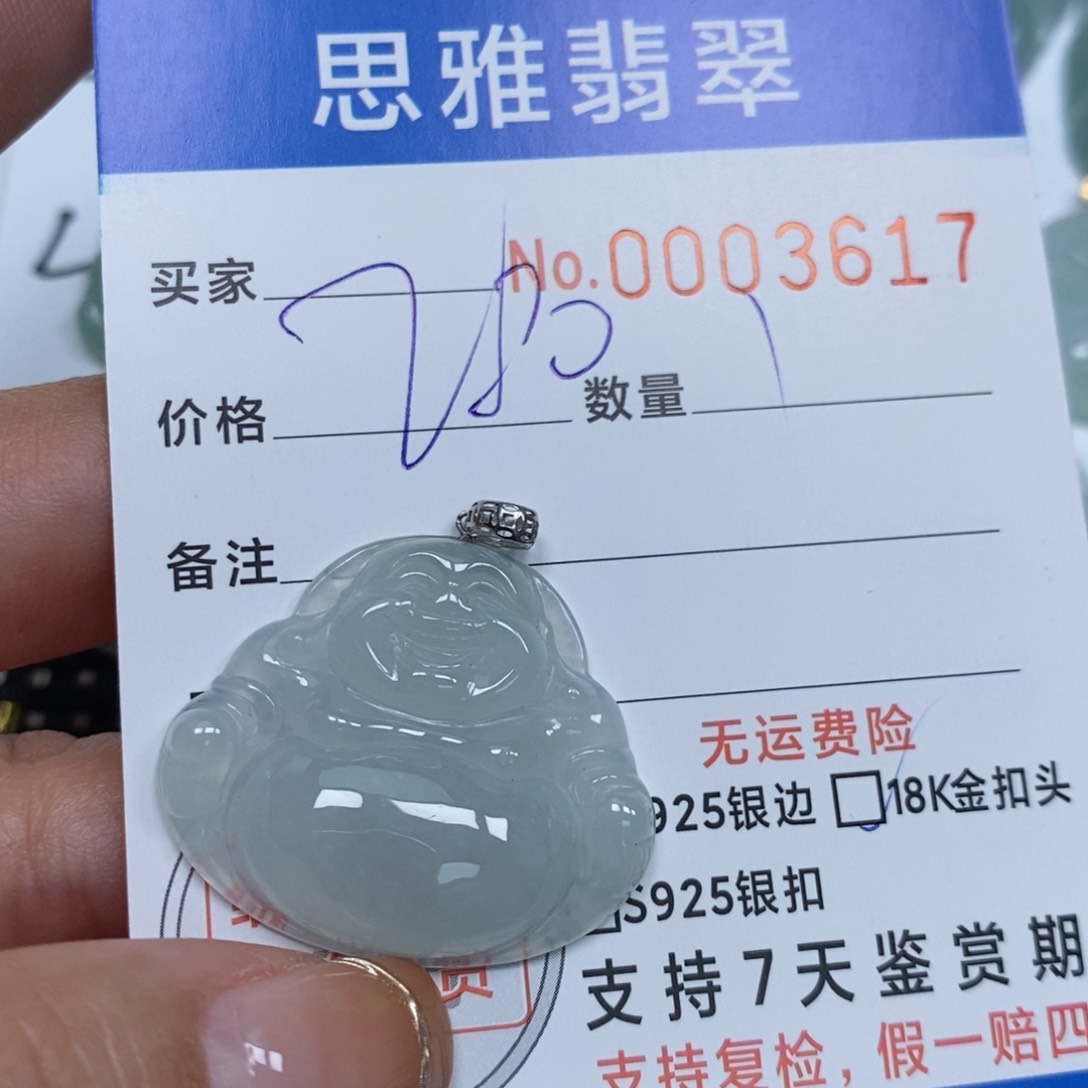 思雅翡翠
买家 No.0003617
价格 数量 1
备注
无运费险
925银边 18K金扣头
S925银扣
支持7天鉴赏期
支持复检，假一赔四